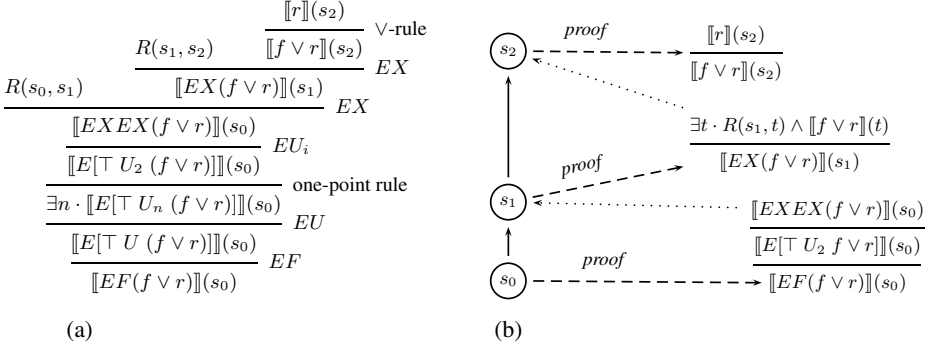 ⟦r⟧(s₂)
⟦f ∨ r⟧(s₂) ∨-rule
R(s₁, s₂) EX
R(s₀, s₁) ⟦EX(f ∨ r)⟧(s₁) EX
⟦EXEX(f ∨ r)⟧(s₀) EUᵢ
⟦E[⊤ U₂ (f ∨ r)]⟧(s₀) one-point rule
∃n · ⟦E[⊤ Uₙ (f ∨ r)]⟧(s₀) EU
⟦E[⊤ U (f ∨ r)]⟧(s₀) EF
⟦EF(f ∨ r)⟧(s₀)
(a)
s₂ proof ⟦r⟧(s₂)
⟦f ∨ r⟧(s₂)
∃t · R(s₁, t) ∧ ⟦f ∨ r⟧(t)
proof ⟦EX(f ∨ r)⟧(s₁)
s₁ ⟦EXEX(f ∨ r)⟧(s₀)
⟦E[⊤ U₂ f ∨ r]⟧(s₀)
s₀ proof ⟦EF(f ∨ r)⟧(s₀)
(b)